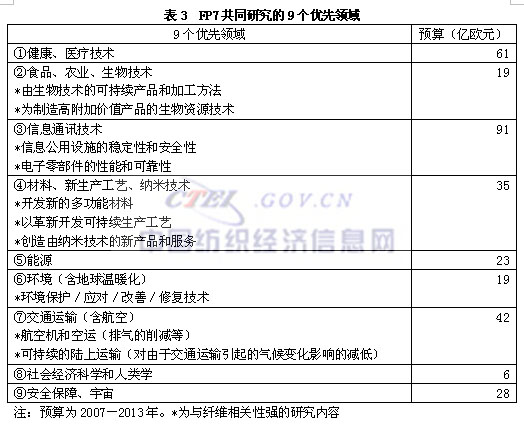 表 3 FP7共同研究的9个优先领域
9个优先领域 预算（亿欧元）
①健康、医疗技术 61
②食品、农业、生物技术 19
*由生物技术的可持续产品和加工方法
*为制造高附加价值产品的生物资源技术
③信息通讯技术 91
*信息公用设施的稳定性和安全性
*电子零部件的性能和可靠性
④材料、新生产工艺、纳米技术 35
*开发新的多功能材料
*以革新开发可持续生产工艺
*创造由纳米技术的新产品和服务
⑤能源 23
⑥环境（含地球温暖化） 19
*环境保护／应对／改善／修复技术
⑦交通运输（含航空） 42
*航空机和空运（排气的削减等）
*可持续的陆上运输（对由于交通运输引起的气候变化影响的减低）
⑧社会经济科学和人类学 6
⑨安全保障、宇宙 28
注：预算为2007—2013年。*为与纤维相关性强的研究内容
CTEI.GOV.CN
中国纺织经济信息网